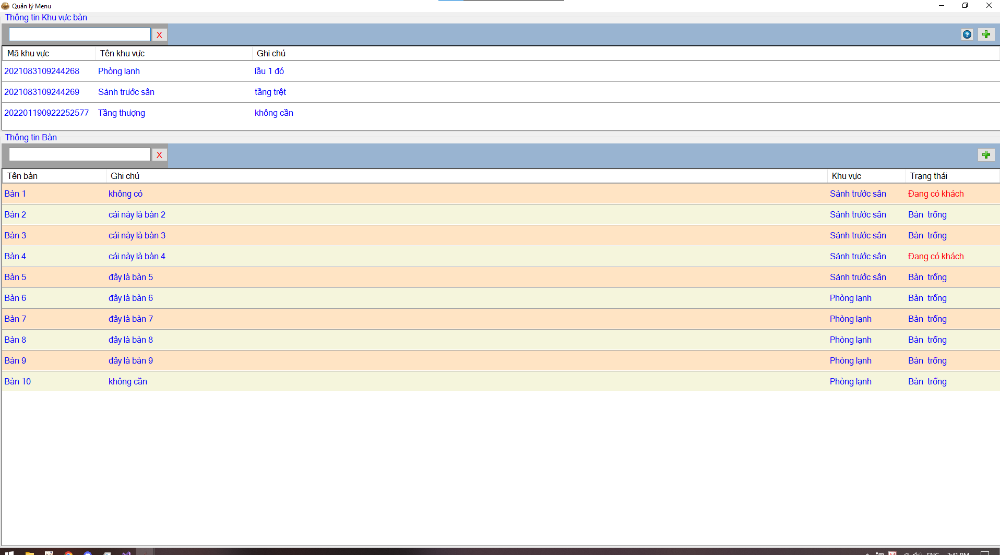 Quản lý Menu
Thông tin Khu vực bàn
X
Mã khu vực Tên khu vực Ghi chú
2021083109244268 Phòng lạnh lầu 1 đó
2021083109244269 Sảnh trước sân tầng trệt
202201190922252577 Tầng thượng không cần
Thông tin Bàn
X
Tên bàn Ghi chú Khu vực Trạng thái
Bàn 1 không có Sảnh trước sân Đang có khách
Bàn 2 cái này là bàn 2 Sảnh trước sân Bàn trống
Bàn 3 cái này là bàn 3 Sảnh trước sân Bàn trống
Bàn 4 cái này là bàn 4 Sảnh trước sân Đang có khách
Bàn 5 đây là bàn 5 Sảnh trước sân Bàn trống
Bàn 6 đây là bàn 6 Phòng lạnh Bàn trống
Bàn 7 đây là bàn 7 Phòng lạnh Bàn trống
Bàn 8 đây là bàn 8 Phòng lạnh Bàn trống
Bàn 9 đây là bàn 9 Phòng lạnh Bàn trống
Bàn 10 không cần Phòng lạnh Bàn trống
ENG